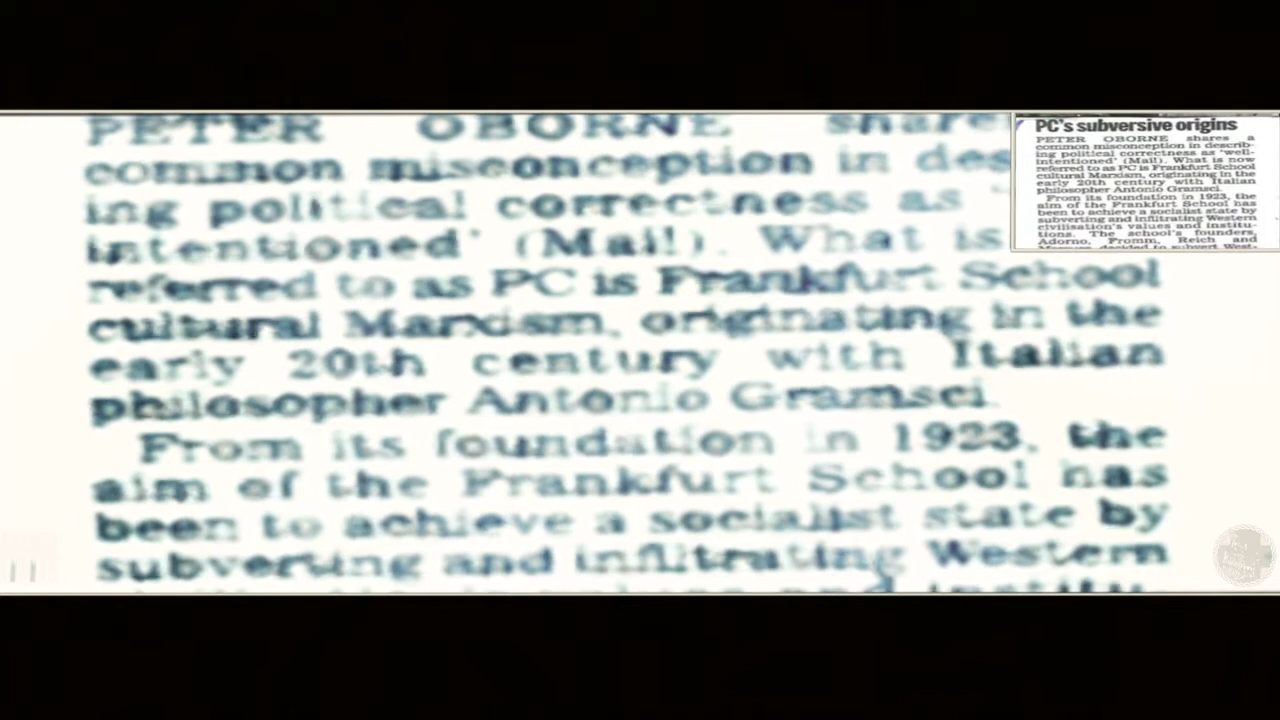 PETER OBORNE share
common misconception in des
ing political correctness as '
intentioned' (Mail). What is
referred to as PC is Frankfurt School
cultural Marxism, originating in the
early 20th century with Italian
philosopher Antonio Gramsci.
From its foundation in 1923, the
aim of the Frankfurt School has
been to achieve a socialist state by
subverting and infiltrating Western
PC's subversive origins
PETER OBORNE shares a
common misconception in describ-
ing political correctness as 'well-
intentioned' (Mail). What is now
referred to as PC is Frankfurt School
cultural Marxism, originating in the
early 20th century with Italian
philosopher Antonio Gramsci.
From its foundation in 1923, the
aim of the Frankfurt School has
been to achieve a socialist state by
subverting and infiltrating Western
civilisation's values and institu-
tions. The school's founders,
Adorno, Fromm, Reich and
Marcuse decided to subvert West-